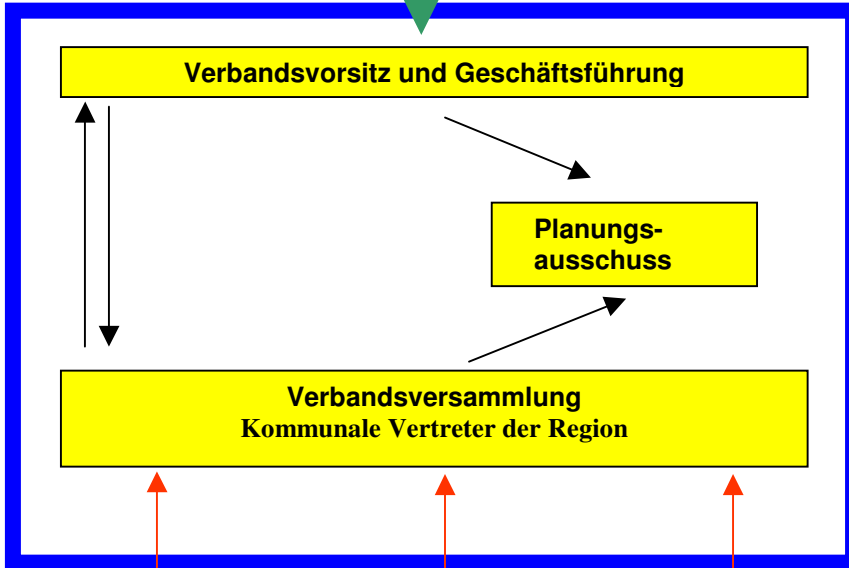 Verbandsvorsitz und Geschäftsführung
Planungs-
ausschuss
Verbandsversammlung
Kommunale Vertreter der Region